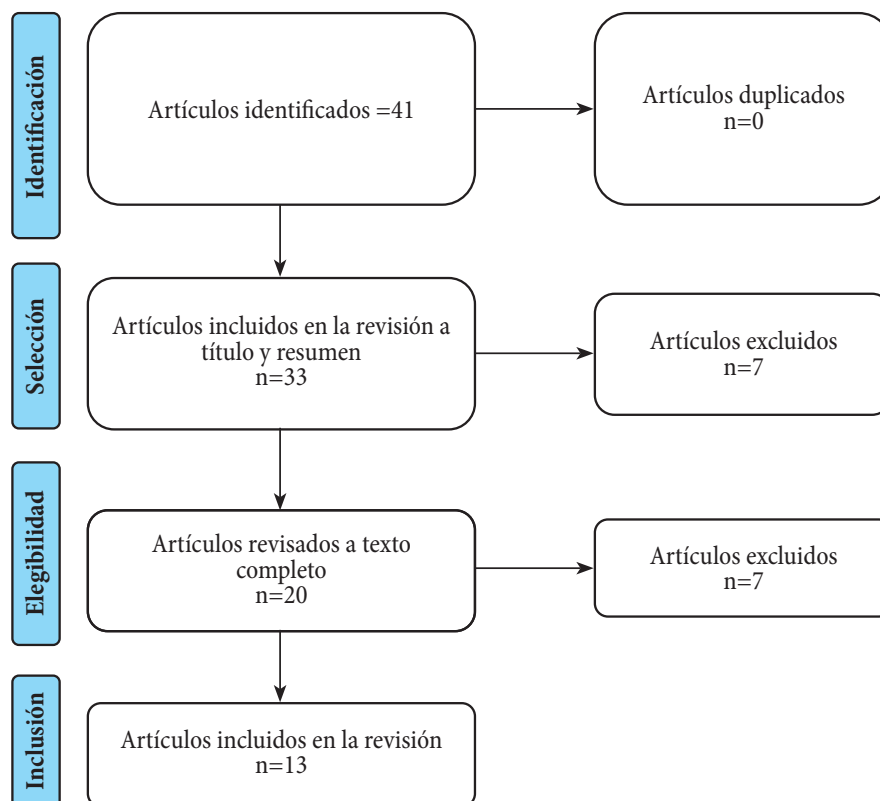 Identificación
Artículos identificados =41
Artículos duplicados
n=0
Selección
Artículos incluidos en la revisión a
título y resumen
n=33
Artículos excluidos
n=7
Elegibilidad
Artículos revisados a texto
completo
n=20
Artículos excluidos
n=7
Inclusión
Artículos incluidos en la revisión
n=13